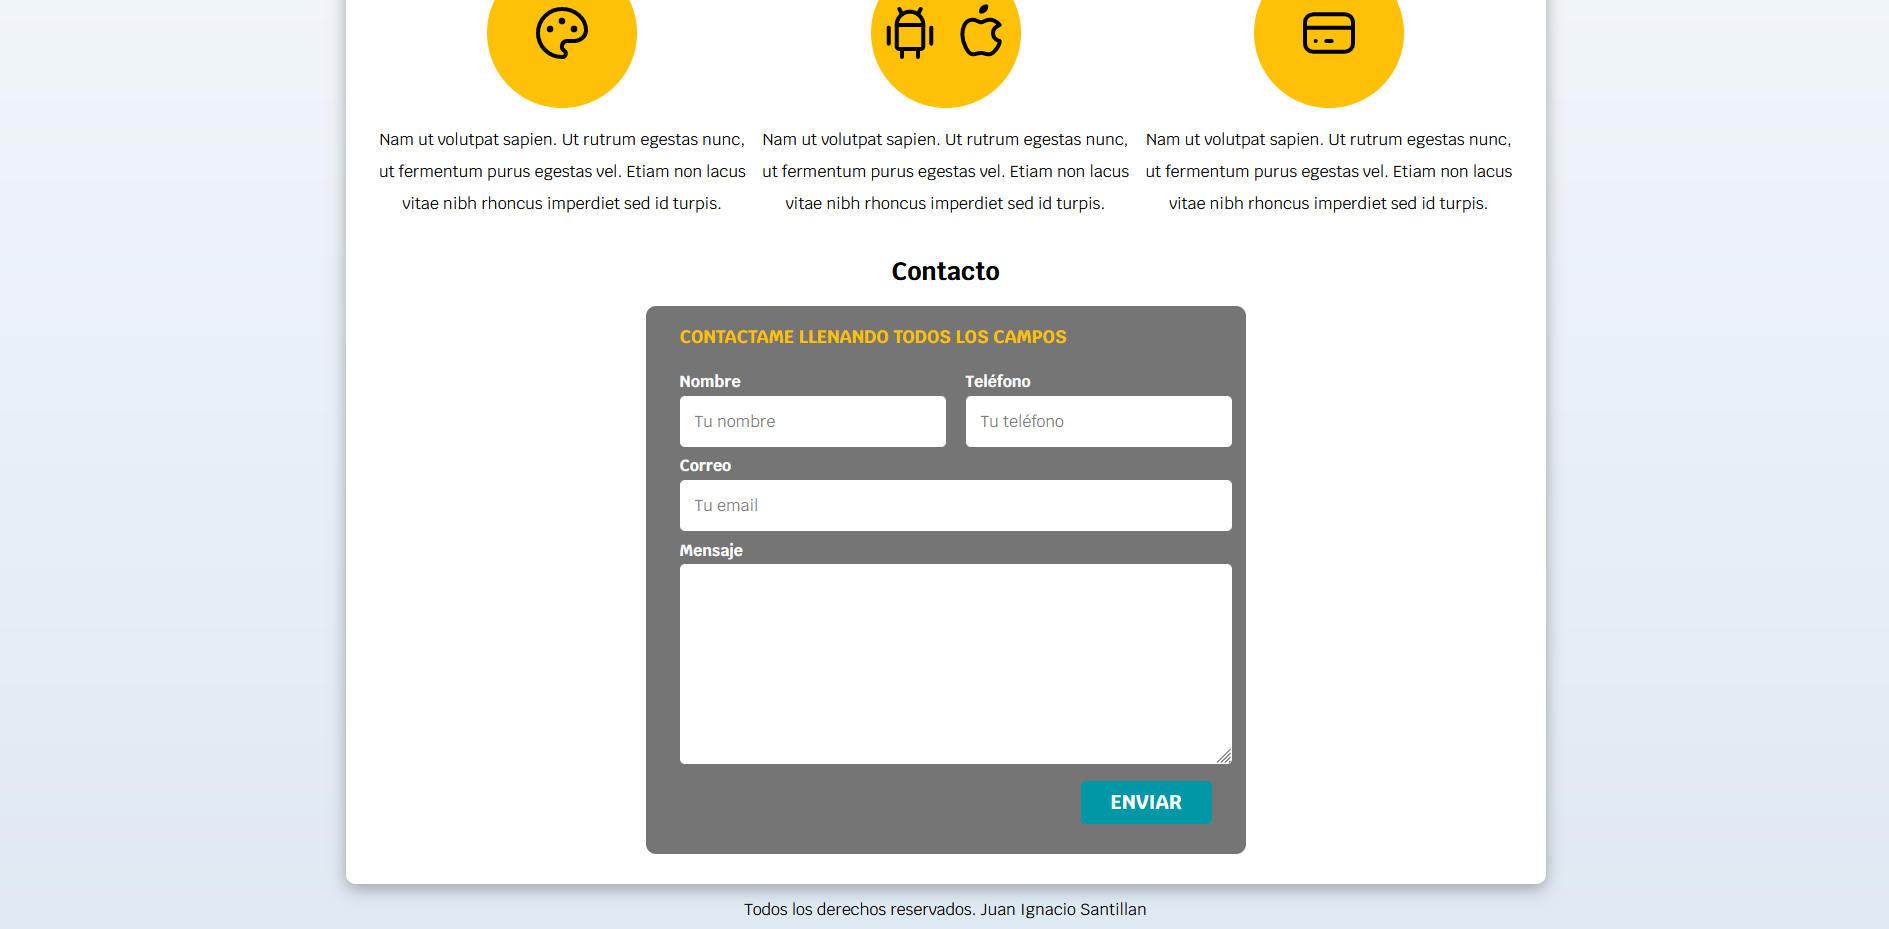 Nam ut volutpat sapien. Ut rutrum egestas nunc,
ut fermentum purus egestas vel. Etiam non lacus
vitae nibh rhoncus imperdiet sed id turpis.
Nam ut volutpat sapien. Ut rutrum egestas nunc,
ut fermentum purus egestas vel. Etiam non lacus
vitae nibh rhoncus imperdiet sed id turpis.
Nam ut volutpat sapien. Ut rutrum egestas nunc,
ut fermentum purus egestas vel. Etiam non lacus
vitae nibh rhoncus imperdiet sed id turpis.
Contacto
CONTACTAME LLENANDO TODOS LOS CAMPOS
Nombre
Tu nombre
Teléfono
Tu teléfono
Correo
Tu email
Mensaje
ENVIAR
Todos los derechos reservados. Juan Ignacio Santillan